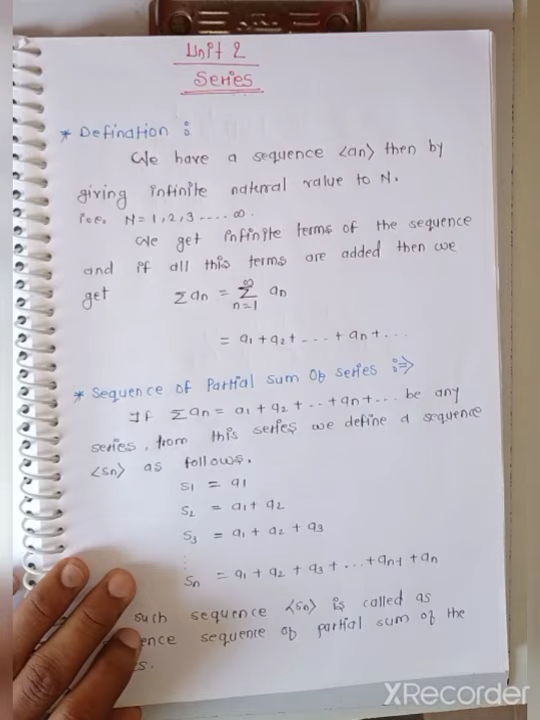 Unit 2
Series
* Defination :
We have a sequence <an> then by
giving infinite natural value to N.
i.e. N = 1, 2, 3 ..... ∞.
We get infinite terms of the sequence
and if all this terms are added then we
get Σ an = ∞ Σ n=1 an
= a1 + a2 + ... + an + ...
* Sequence of Partial sum Of series :⇒
If Σ an = a1 + a2 + .. + an + ... be any
series, from this series we define a sequence
<sn> as follows.
s1 = a1
s2 = a1 + a2
s3 = a1 + a2 + a3
⋮
sn = a1 + a2 + a3 + ... + an-1 + an
such sequence <sn> is called as
ence sequence of partial sum of the
s.
XRecorder